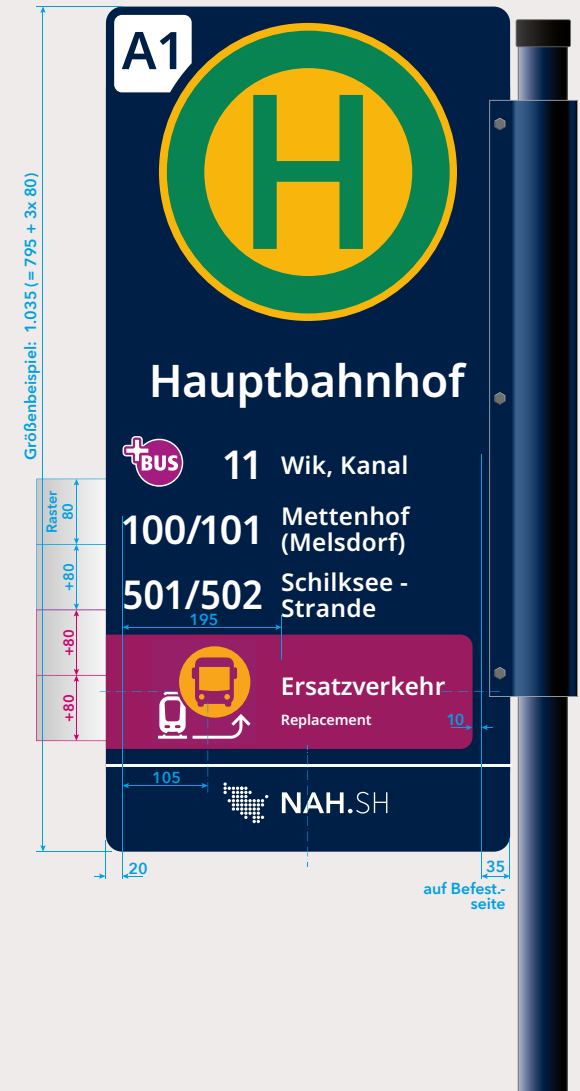 A1
H
Größenbeispiel: 1.035 (= 795 + 3x 80)
Hauptbahnhof
+BUS 11 Wik, Kanal
Raster
80
100/101 Mettenhof
(Melsdorf)
+80
501/502 Schilksee -
Strande
195
+80
Ersatzverkehr
Replacement
10
+80
105
NAH.SH
20
35
auf Befest.-
seite